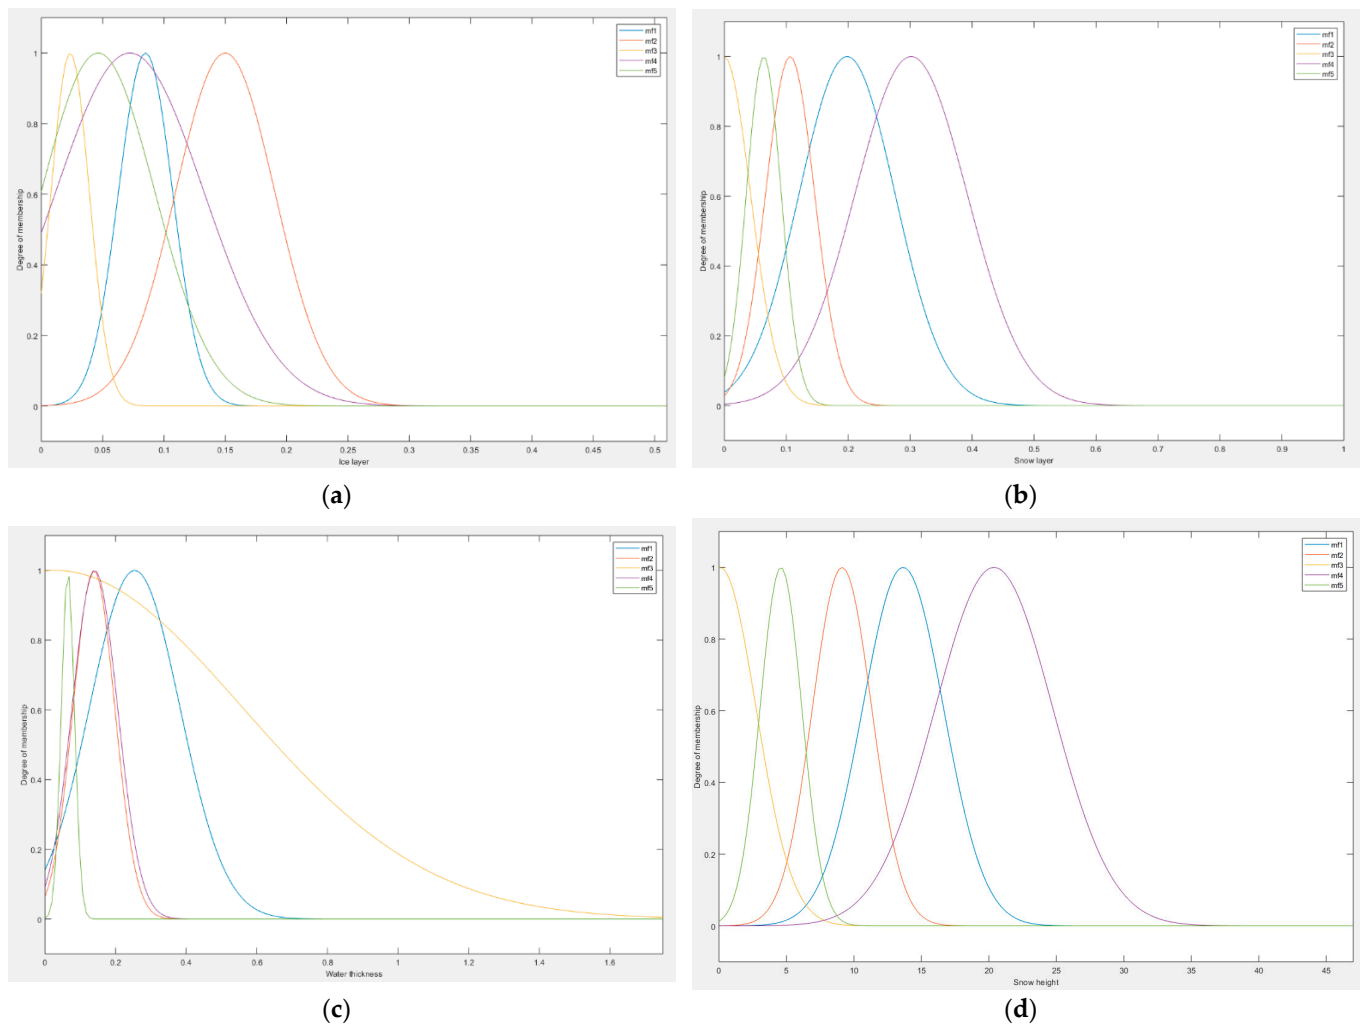 mf1
mf2
mf3
mf4
mf5
Degree of membership
1
0.8
0.6
0.4
0.2
0
0 0.05 0.1 0.15 0.2 0.25 0.3 0.35 0.4 0.45 0.5
Ice layer
(a)
mf1
mf2
mf3
mf4
mf5
Degree of membership
1
0.8
0.6
0.4
0.2
0
0 0.1 0.2 0.3 0.4 0.5 0.6 0.7 0.8 0.9 1
Snow layer
(b)
mf1
mf2
mf3
mf4
mf5
Degree of membership
1
0.8
0.6
0.4
0.2
0
0 0.2 0.4 0.6 0.8 1 1.2 1.4 1.6
Water thickness
(c)
mf1
mf2
mf3
mf4
mf5
Degree of membership
1
0.8
0.6
0.4
0.2
0
0 5 10 15 20 25 30 35 40 45
Snow height
(d)